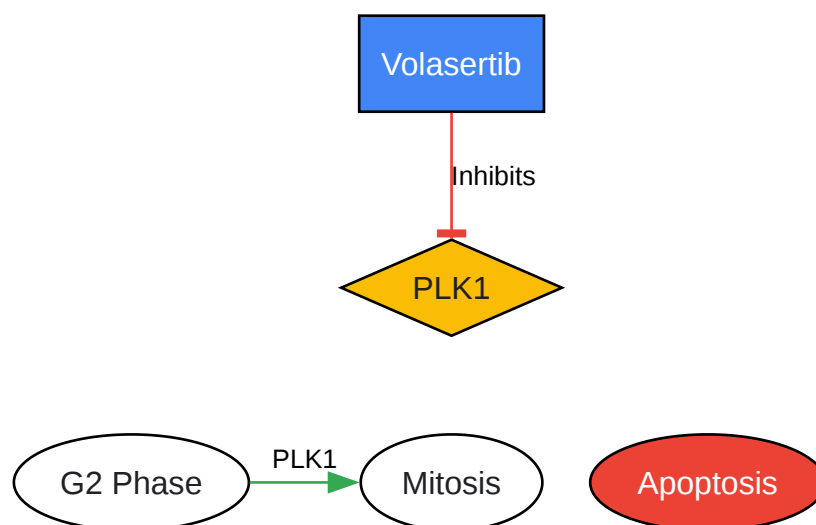 Volasertib
Inhibits
PLK1
PLK1
G2 Phase
Mitosis
Apoptosis